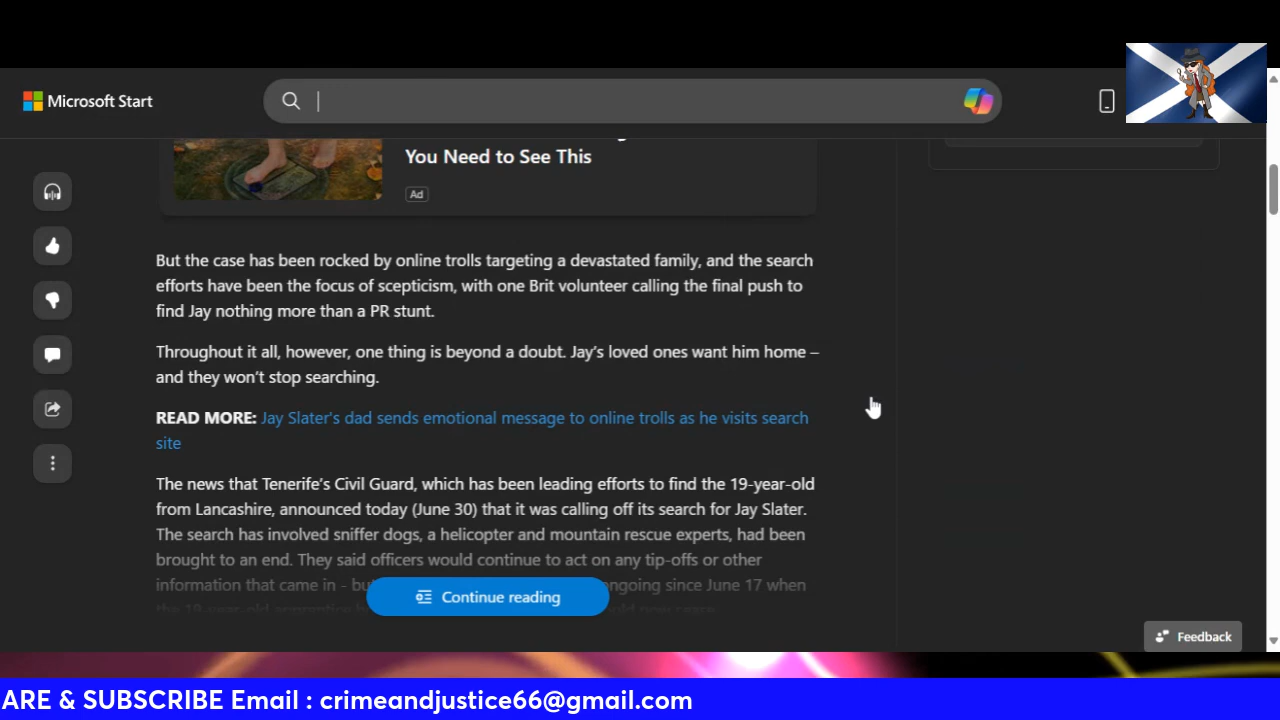 Microsoft Start
You Need to See This
Ad
But the case has been rocked by online trolls targeting a devastated family, and the search
efforts have been the focus of scepticism, with one Brit volunteer calling the final push to
find Jay nothing more than a PR stunt.
Throughout it all, however, one thing is beyond a doubt. Jay's loved ones want him home –
and they won't stop searching.
READ MORE: Jay Slater's dad sends emotional message to online trolls as he visits search
site
The news that Tenerife's Civil Guard, which has been leading efforts to find the 19-year-old
from Lancashire, announced today (June 30) that it was calling off its search for Jay Slater.
The search has involved sniffer dogs, a helicopter and mountain rescue experts, had been
brought to an end. They said officers would continue to act on any tip-offs or other
information that came in - but ongoing since June 17 when
Continue reading
the 19-year-old apprentice
Feedback
ARE & SUBSCRIBE Email : crimeandjustice66@gmail.com